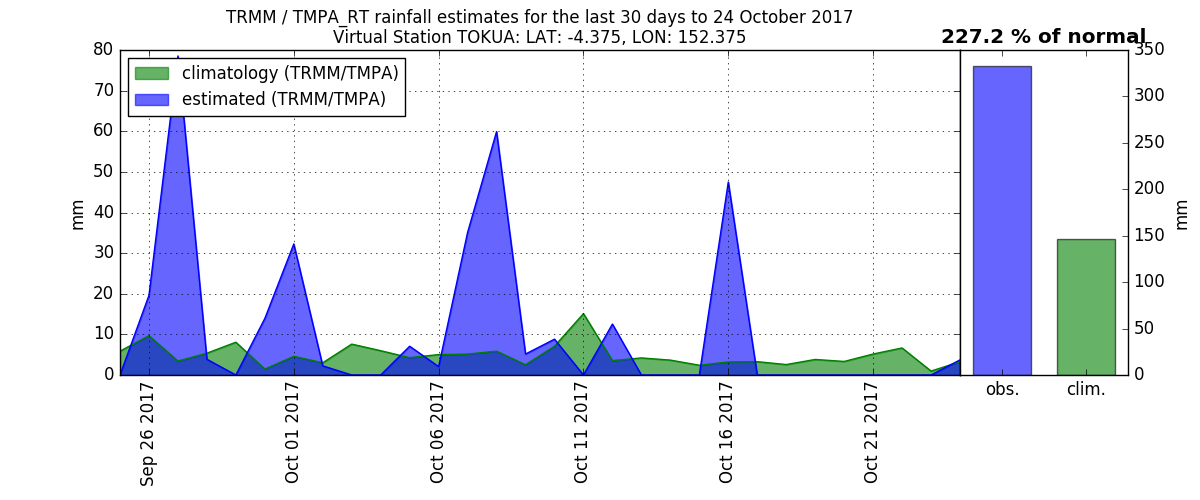 TRMM / TMPA_RT rainfall estimates for the last 30 days to 24 October 2017
Virtual Station TOKUA: LAT: -4.375, LON: 152.375
227.2 % of normal
climatology (TRMM/TMPA)
estimated (TRMM/TMPA)
80
70
60
50
40
30
20
10
0
mm
Sep 26 2017
Oct 01 2017
Oct 06 2017
Oct 11 2017
Oct 16 2017
Oct 21 2017
350
300
250
200
150
100
50
0
mm
obs.
clim.